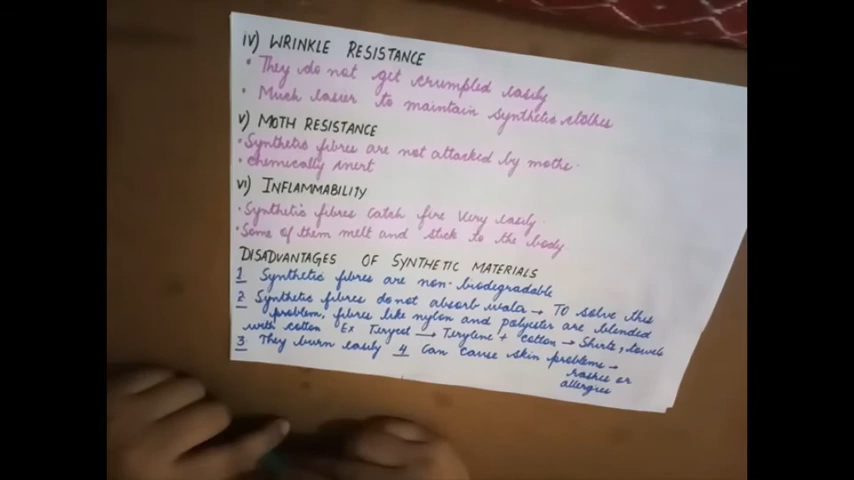 iv) WRINKLE RESISTANCE
• They do not get crumpled easily
• Much easier to maintain synthetic clothes
v) MOTH RESISTANCE
• Synthetic fibres are not attacked by moths.
• chemically inert
vi) INFLAMMABILITY
• Synthetic fibres catch fire very easily.
• Some of them melt and stick to the body
DISADVANTAGES OF SYNTHETIC MATERIALS
1 Synthetic fibres are non-biodegradable
2 Synthetic fibres do not absorb water → To solve this
problem, fibres like nylon and polyester are blended
with cotton Ex Terycot → Terylene + cotton → Shirts, towels
3 They burn easily 4 Can cause skin problems →
rashes or
allergies